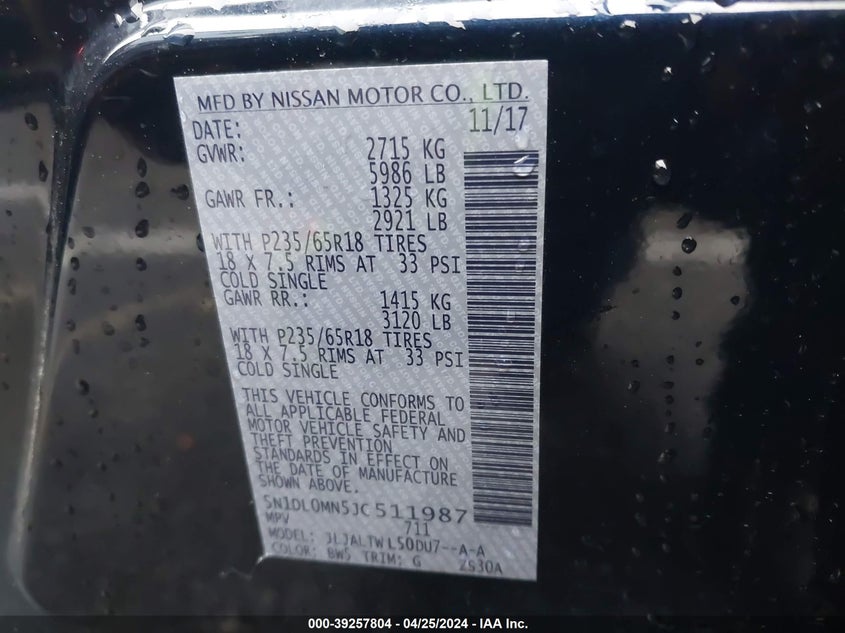 MFD BY NISSAN MOTOR CO., LTD.
DATE: 11/17
GVWR: 2715 KG
5986 LB
GAWR FR.: 1325 KG
2921 LB
WITH P235/65R18 TIRES
18 X 7.5 RIMS AT 33 PSI
COLD SINGLE
GAWR RR.: 1415 KG
3120 LB
WITH P235/65R18 TIRES
18 X 7.5 RIMS AT 33 PSI
COLD SINGLE
THIS VEHICLE CONFORMS TO
ALL APPLICABLE FEDERAL
MOTOR VEHICLE SAFETY AND
THEFT PREVENTION
STANDARDS IN EFFECT ON
THE DATE OF MANUFACTURE
SHOWN ABOVE.
5N1DL0MN5JC511987
MPV 711
MODEL: JLJALTWL50DU7--A-A
COLOR: BW5 TRIM: G ZS30A
000-39257804 - 04/25/2024 - IAA Inc.